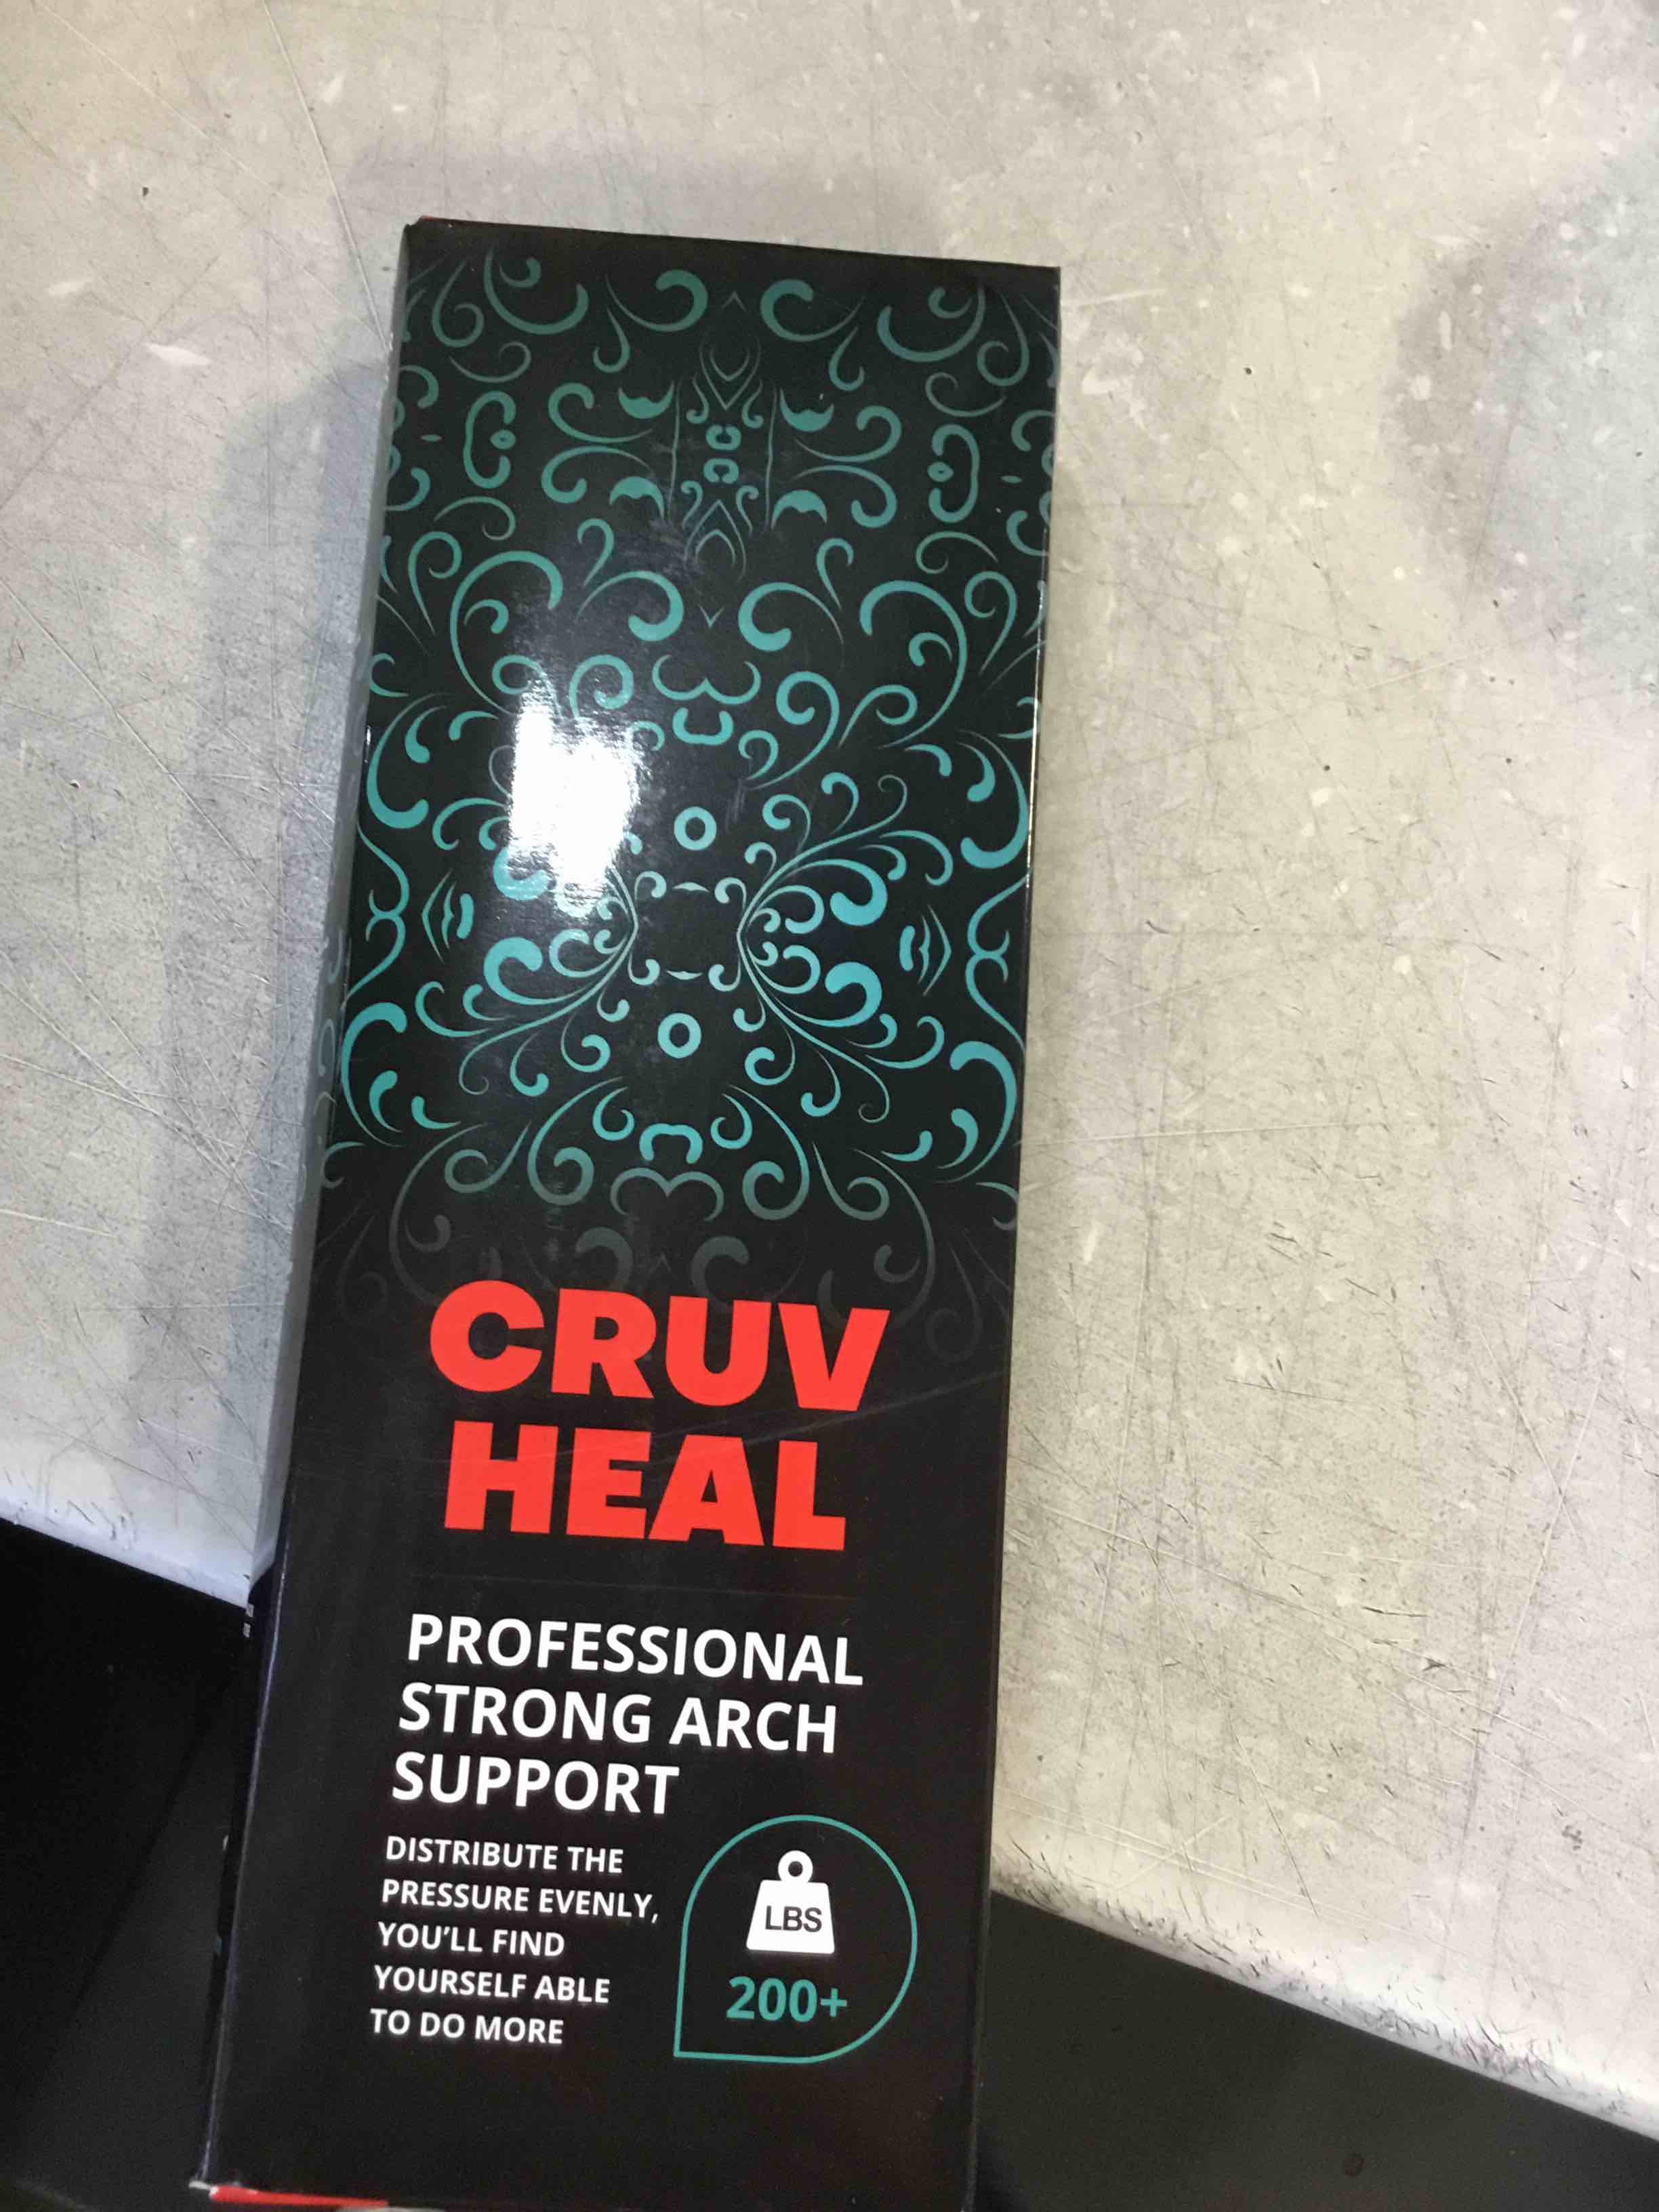 CRUV
HEAL
PROFESSIONAL
STRONG ARCH
SUPPORT
DISTRIBUTE THE
PRESSURE EVENLY,
YOU'LL FIND
YOURSELF ABLE
TO DO MORE
LBS
200+